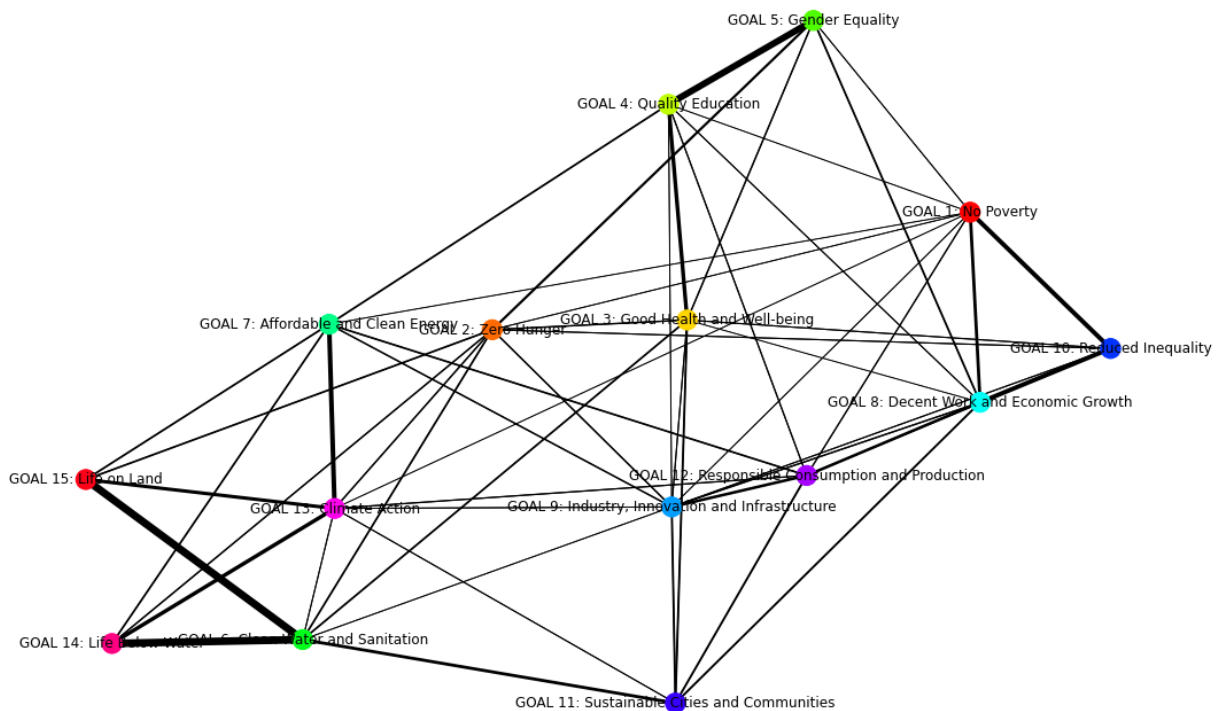 GOAL 5: Gender Equality
GOAL 4: Quality Education
GOAL 1: No Poverty
GOAL 3: Good Health and Well-being
GOAL 7: Affordable and Clean Energy
GOAL 2: Zero Hunger
GOAL 10: Reduced Inequality
GOAL 8: Decent Work and Economic Growth
GOAL 12: Responsible Consumption and Production
GOAL 15: Life on Land
GOAL 9: Industry, Innovation and Infrastructure
GOAL 13: Climate Action
GOAL 14: Life Below Water
GOAL 6: Clean Water and Sanitation
GOAL 11: Sustainable Cities and Communities